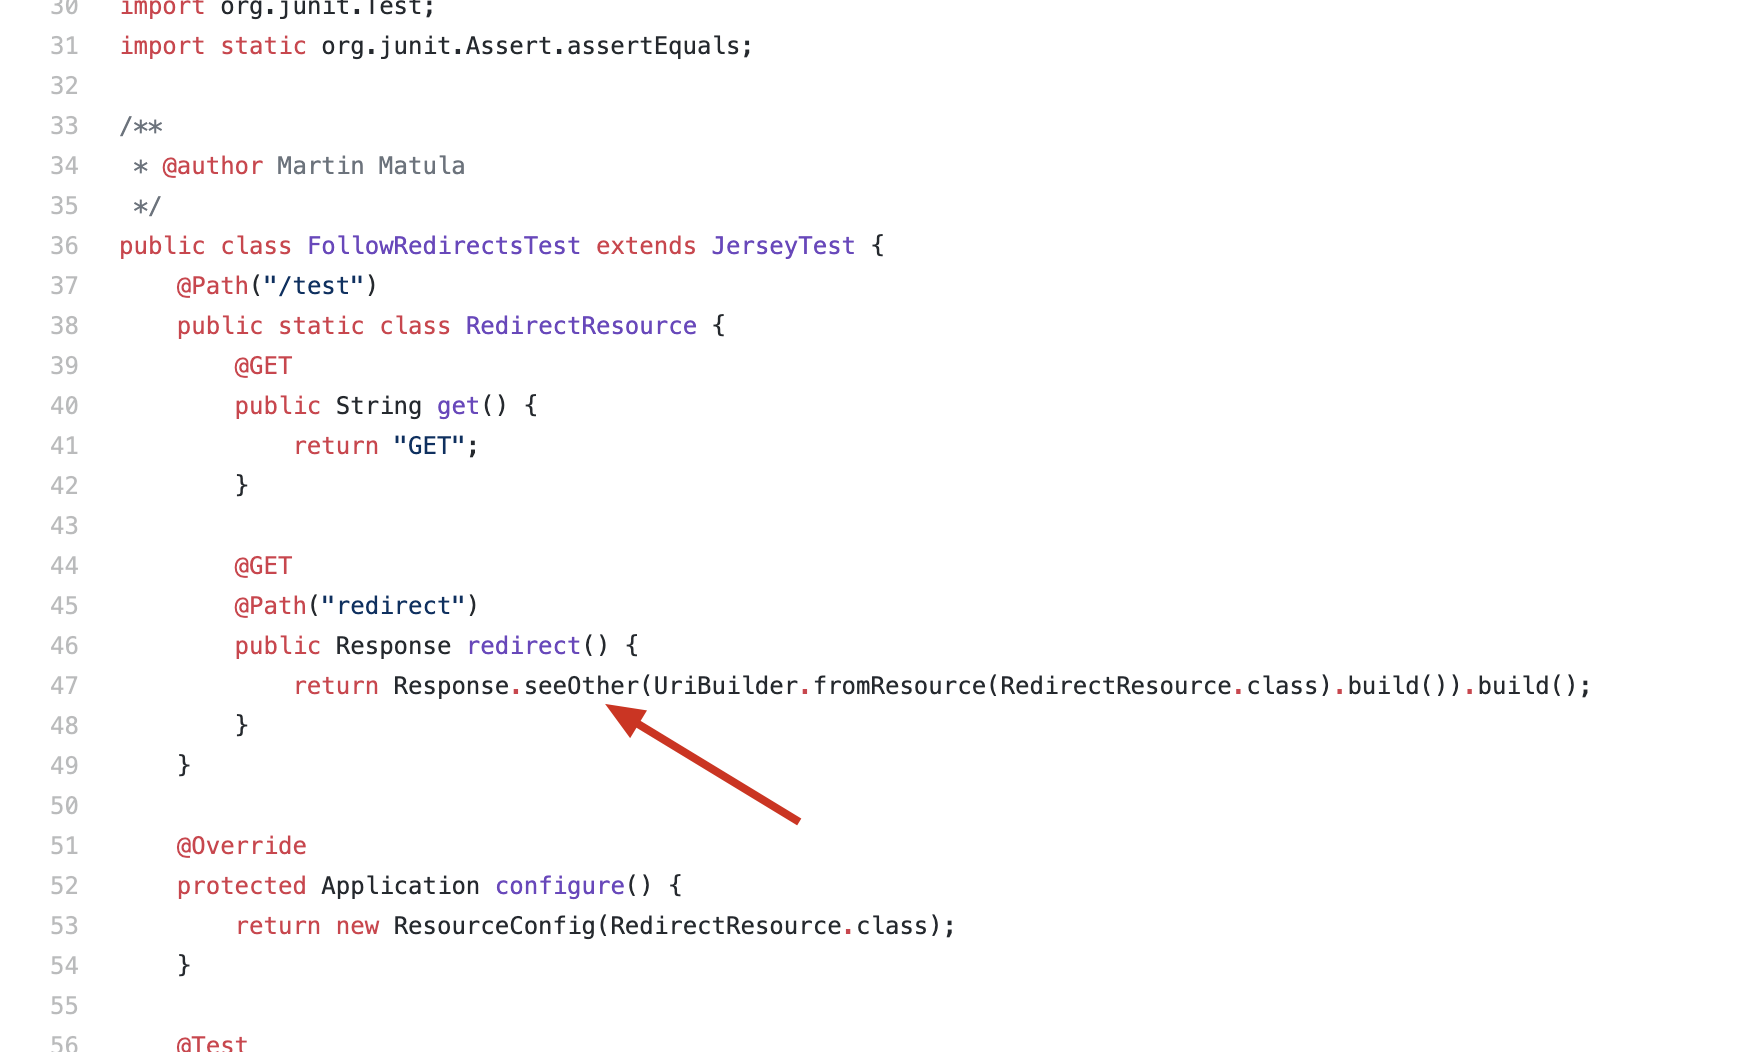 30 import org.junit.Test;
31 import static org.junit.Assert.assertEquals;
32
33 /**
34  * @author Martin Matula
35  */
36 public class FollowRedirectsTest extends JerseyTest {
37     @Path("/test")
38     public static class RedirectResource {
39         @GET
40         public String get() {
41             return "GET";
42         }
43
44         @GET
45         @Path("redirect")
46         public Response redirect() {
47             return Response.seeOther(UriBuilder.fromResource(RedirectResource.class).build()).build();
48         }
49     }
50
51     @Override
52     protected Application configure() {
53         return new ResourceConfig(RedirectResource.class);
54     }
55
56     @Test